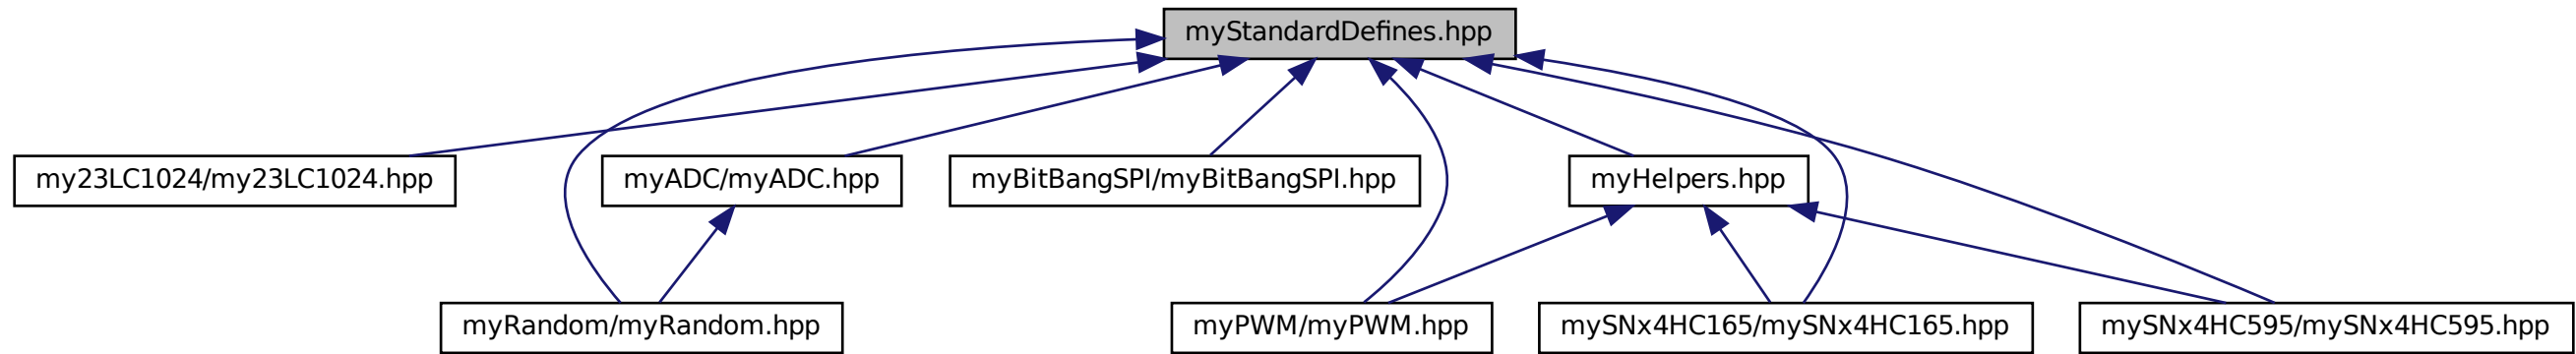 myStandardDefines.hpp
my23LC1024/my23LC1024.hpp
myADC/myADC.hpp
myBitBangSPI/myBitBangSPI.hpp
myHelpers.hpp
myRandom/myRandom.hpp
myPWM/myPWM.hpp
mySNx4HC165/mySNx4HC165.hpp
mySNx4HC595/mySNx4HC595.hpp